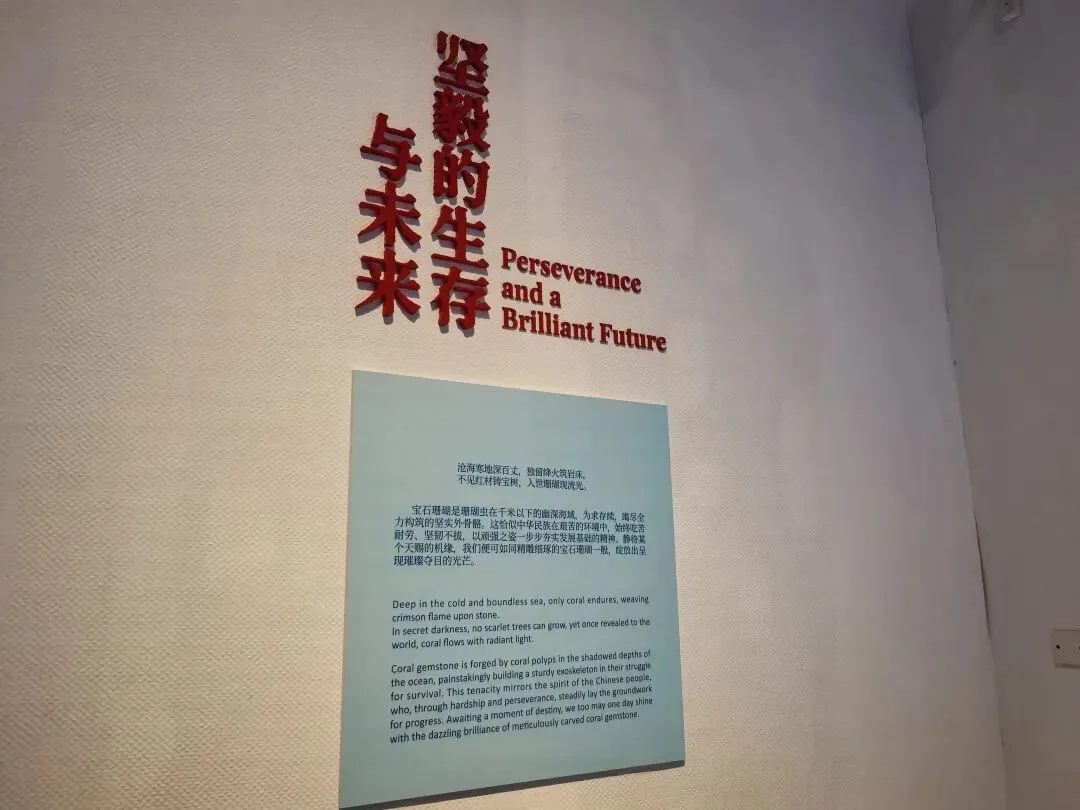 坚毅的生存
与未来
Perseverance
and a
Brilliant Future
沧海寒地深百丈，独留绛火筑岩床。
不见红材铸宝树，入世珊瑚现流光。
宝石珊瑚是珊瑚虫在千米以下的幽深海域，为求存续，竭尽全
力构筑的坚实外骨骼。这恰似中华民族在艰苦的环境中，始终吃苦
耐劳、坚韧不拔，以顽强之姿一步步夯实发展基础的精神。静待某
个天赐的机缘，我们便可如同精雕细琢的宝石珊瑚一般，绽放出呈
现璀璨夺目的光芒。
Deep in the cold and boundless sea, only coral endures, weaving
crimson flame upon stone.
In secret darkness, no scarlet trees can grow, yet once revealed to the
world, coral flows with radiant light.
Coral gemstone is forged by coral polyps in the shadowed depths of
the ocean, painstakingly building a sturdy exoskeleton in their struggle
for survival. This tenacity mirrors the spirit of the Chinese people,
who, through hardship and perseverance, steadily lay the groundwork
for progress. Awaiting a moment of destiny, we too may one day shine
with the dazzling brilliance of meticulously carved coral gemstone.